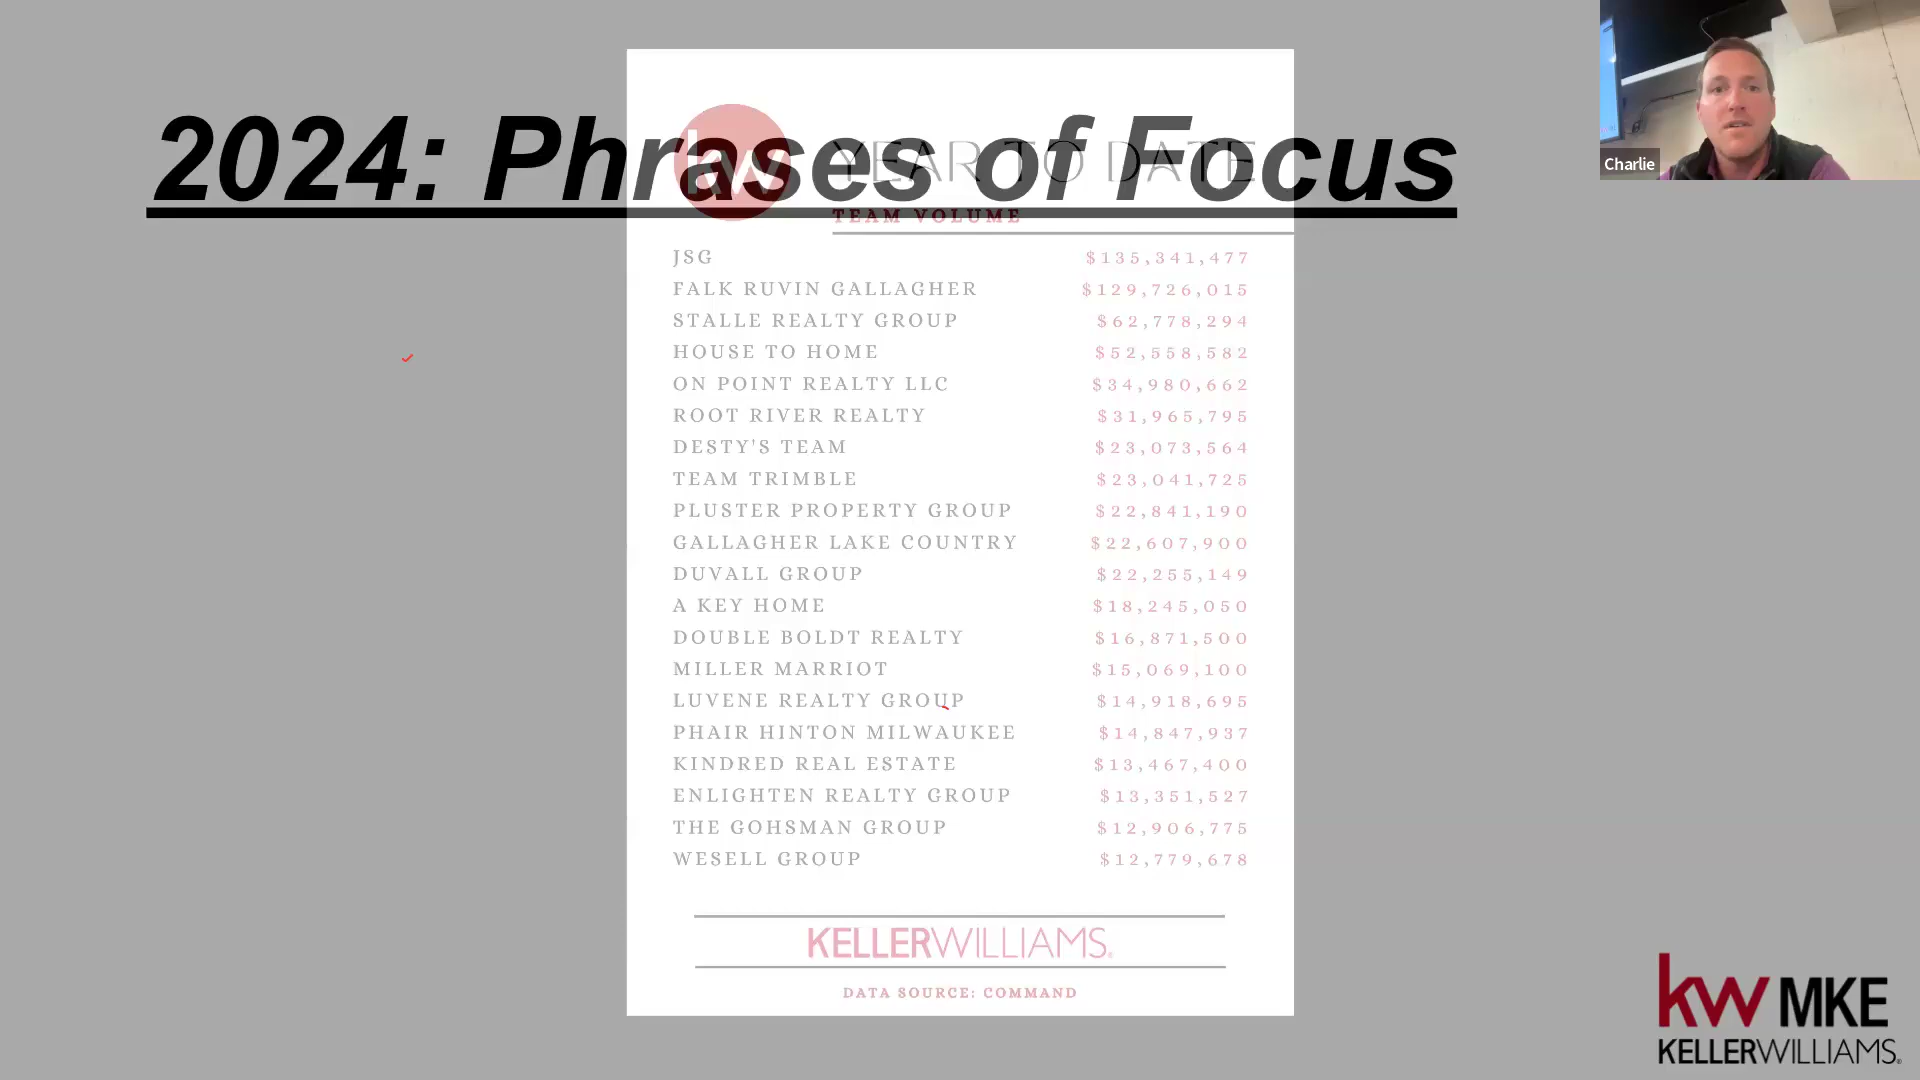 2024: Phrases of Focus
kw
YEAR TO DATE
TEAM VOLUME
JSG $135,341,477
FALK RUVIN GALLAGHER $129,726,015
STALLE REALTY GROUP $62,778,294
HOUSE TO HOME $52,558,582
ON POINT REALTY LLC $34,980,662
ROOT RIVER REALTY $31,965,795
DESTY'S TEAM $23,073,564
TEAM TRIMBLE $23,041,725
PLUSTER PROPERTY GROUP $22,841,190
GALLAGHER LAKE COUNTRY $22,607,900
DUVALL GROUP $22,255,149
A KEY HOME $18,245,050
DOUBLE BOLDT REALTY $16,871,500
MILLER MARRIOT $15,069,100
LUVENE REALTY GROUP $14,918,695
PHAIR HINTON MILWAUKEE $14,847,937
KINDRED REAL ESTATE $13,467,400
ENLIGHTEN REALTY GROUP $13,351,527
THE GOHSMAN GROUP $12,906,775
WESELL GROUP $12,779,678
KELLERWILLIAMS.
DATA SOURCE: COMMAND
Charlie
kw MKE
KELLERWILLIAMS.